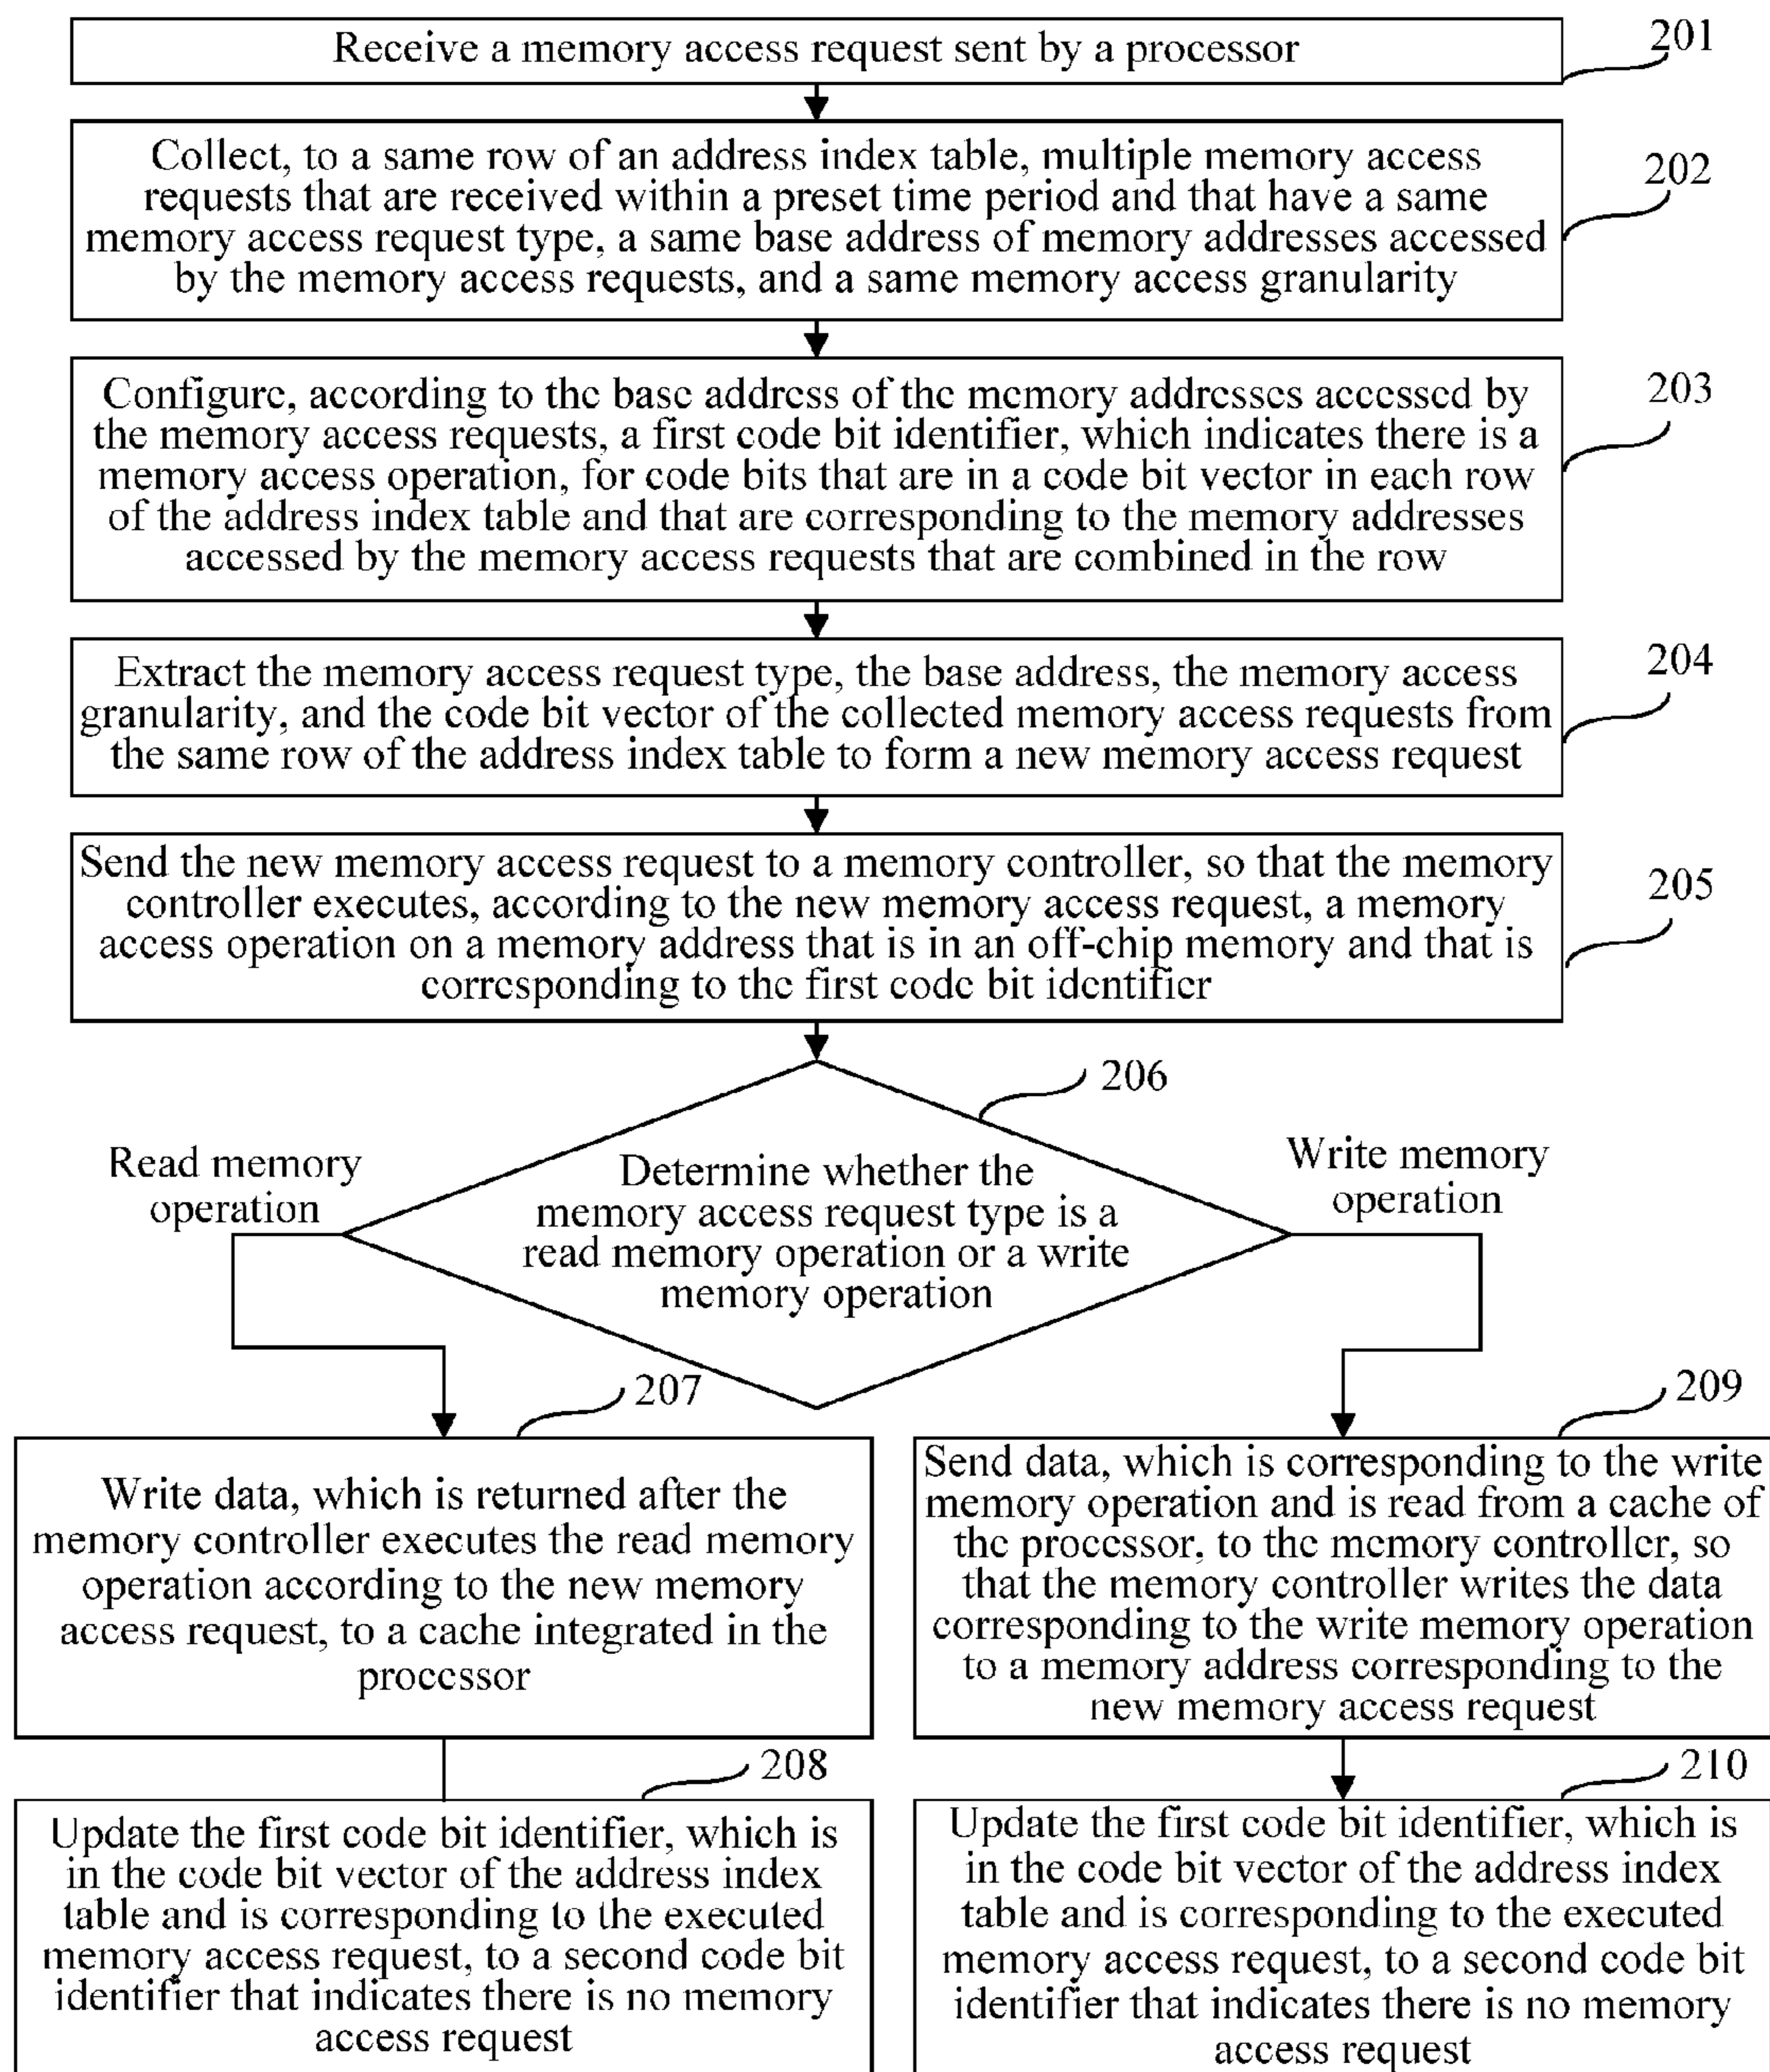 Receive a memory access request sent by a processor
201
Collect, to a same row of an address index table, multiple memory access
requests that are received within a preset time period and that have a same
memory access request type, a same base address of memory addresses accessed
by the memory access requests, and a same memory access granularity
202
Configure, according to the base address of the memory addresses accessed by
the memory access requests, a first code bit identifier, which indicates there is a
memory access operation, for code bits that are in a code bit vector in each row
of the address index table and that are corresponding to the memory addresses
accessed by the memory access requests that are combined in the row
203
Extract the memory access request type, the base address, the memory access
granularity, and the code bit vector of the collected memory access requests from
the same row of the address index table to form a new memory access request
204
Send the new memory access request to a memory controller, so that the memory
controller executes, according to the new memory access request, a memory
access operation on a memory address that is in an off-chip memory and that is
corresponding to the first code bit identifier
205
206
Read memory
operation
Determine whether the
memory access request type is a
read memory operation or a write
memory operation
Write memory
operation
207
Write data, which is returned after the
memory controller executes the read memory
operation according to the new memory
access request, to a cache integrated in the
processor
209
Send data, which is corresponding to the write
memory operation and is read from a cache of
the processor, to the memory controller, so
that the memory controller writes the data
corresponding to the write memory operation
to a memory address corresponding to the
new memory access request
208
Update the first code bit identifier, which is
in the code bit vector of the address index
table and is corresponding to the executed
memory access request, to a second code bit
identifier that indicates there is no memory
access request
210
Update the first code bit identifier, which is
in the code bit vector of the address index
table and is corresponding to the executed
memory access request, to a second code bit
identifier that indicates there is no memory
access request